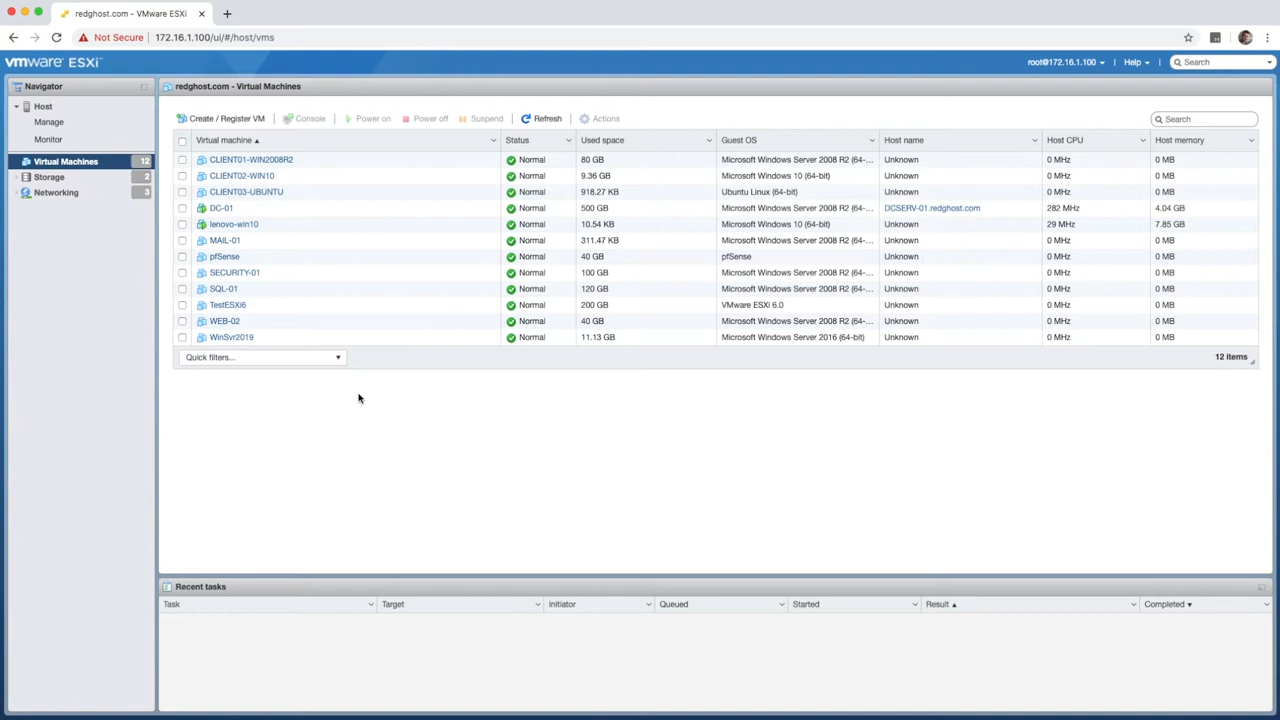 redghost.com - VMware ESXi
Not Secure 172.16.1.100/ui/#/host/vms
vmware ESXi root@172.16.1.100 Help Search
Navigator
redghost.com - Virtual Machines
Host
Manage
Monitor
Virtual Machines 12
Storage 2
Networking 3
Create / Register VM Console Power on Power off Suspend Refresh Actions Search
Virtual machine Status Used space Guest OS Host name Host CPU Host memory
CLIENT01-WIN2008R2 Normal 80 GB Microsoft Windows Server 2008 R2 (64-... Unknown 0 MHz 0 MB
CLIENT02-WIN10 Normal 9.36 GB Microsoft Windows 10 (64-bit) Unknown 0 MHz 0 MB
CLIENT03-UBUNTU Normal 918.27 KB Ubuntu Linux (64-bit) Unknown 0 MHz 0 MB
DC-01 Normal 500 GB Microsoft Windows Server 2008 R2 (64-... DCSERV-01.redghost.com 282 MHz 4.04 GB
lenovo-win10 Normal 10.54 KB Microsoft Windows 10 (64-bit) Unknown 29 MHz 7.85 GB
MAIL-01 Normal 311.47 KB Microsoft Windows Server 2008 R2 (64-... Unknown 0 MHz 0 MB
pfSense Normal 40 GB pfSense Unknown 0 MHz 0 MB
SECURITY-01 Normal 100 GB Microsoft Windows Server 2008 R2 (64-... Unknown 0 MHz 0 MB
SQL-01 Normal 120 GB Microsoft Windows Server 2008 R2 (64-... Unknown 0 MHz 0 MB
TestESXi6 Normal 200 GB VMware ESXi 6.0 Unknown 0 MHz 0 MB
WEB-02 Normal 40 GB Microsoft Windows Server 2008 R2 (64-... Unknown 0 MHz 0 MB
WinSvr2019 Normal 11.13 GB Microsoft Windows Server 2016 (64-bit) Unknown 0 MHz 0 MB
Quick filters... 12 items
Recent tasks
Task Target Initiator Queued Started Result Completed